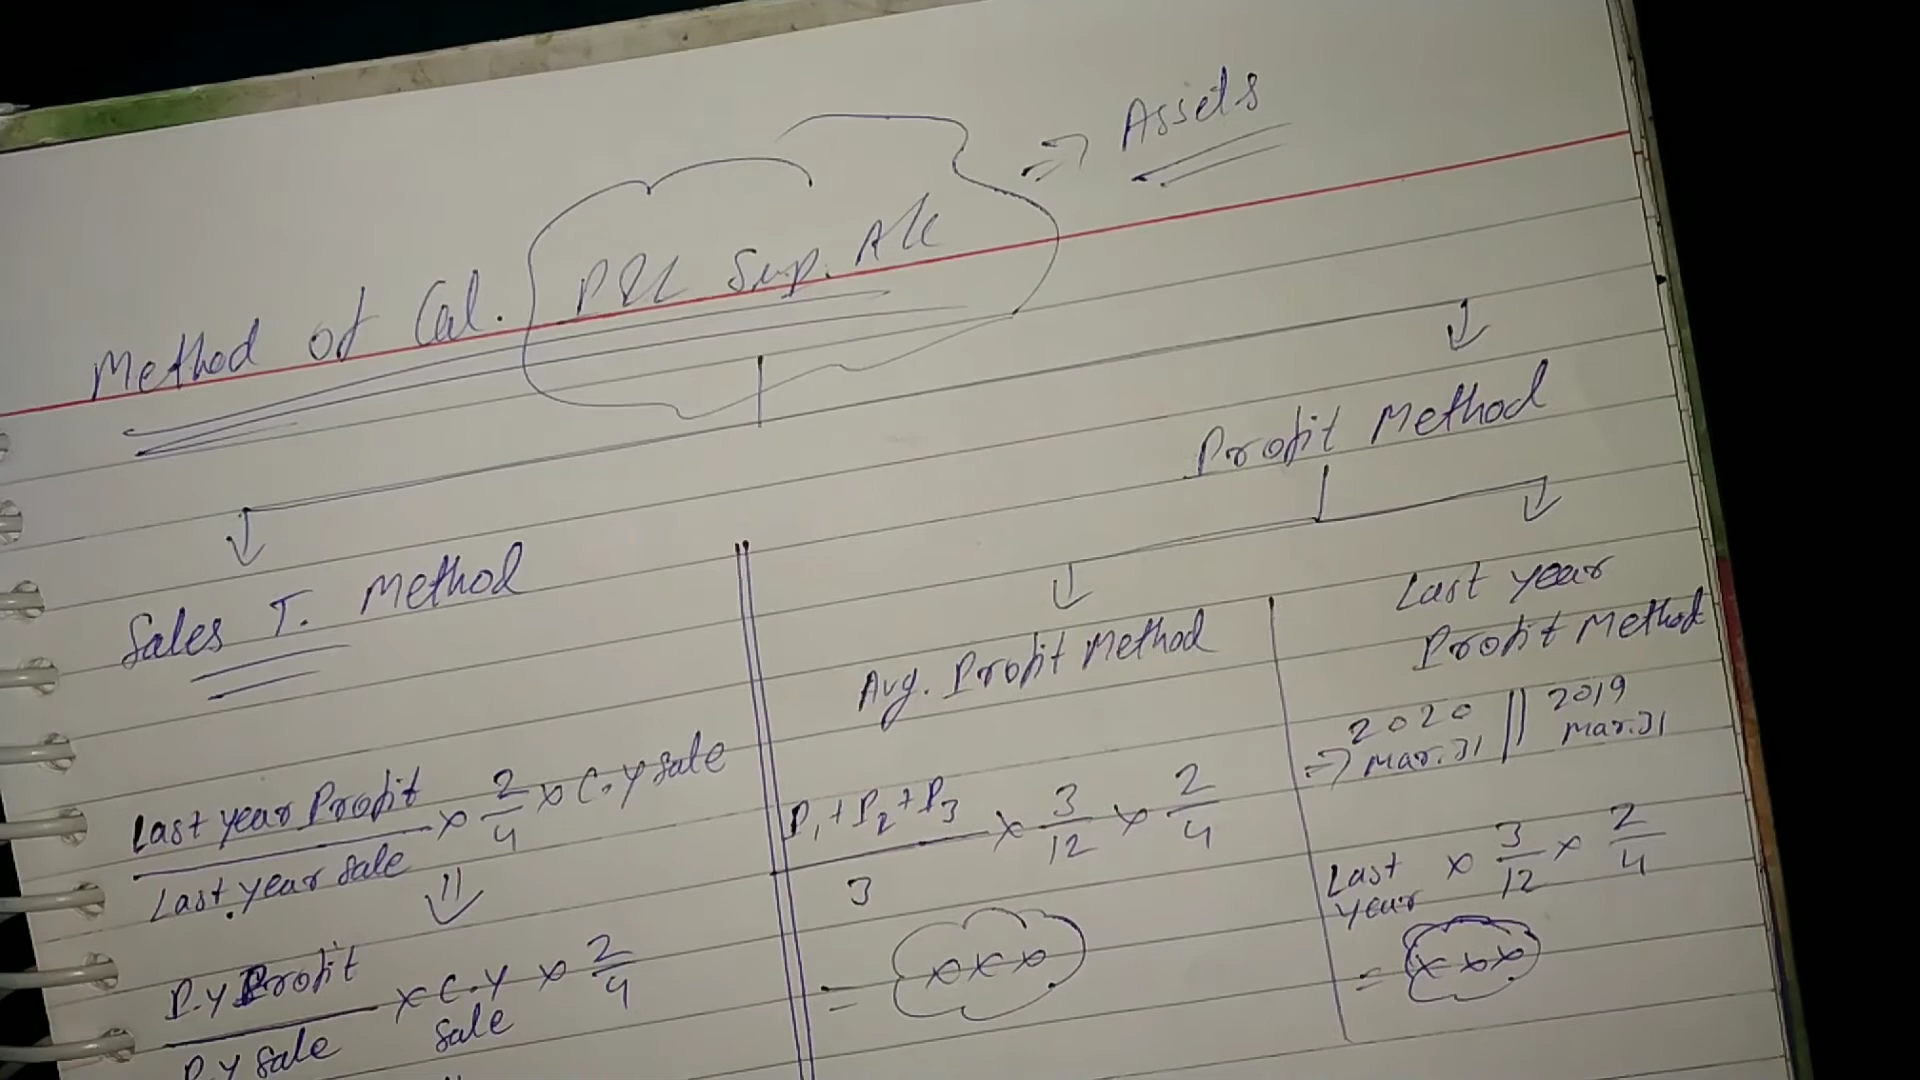 Method of Cal. P&L Sup. A/c => Assets
Profit Method
Sales T. Method
Avg. Profit Method
Last year
Profit Method
=> 2020 Mar.31 || 2019 Mar.31
Last year Profit / Last year sale × 2/4 × C.Y sale
P.Y Profit / P.Y sale × C.Y sale × 2/4
P₁+P₂+P₃ / 3 × 3/12 × 2/4
= ×××
Last year × 3/12 × 2/4
= ×××